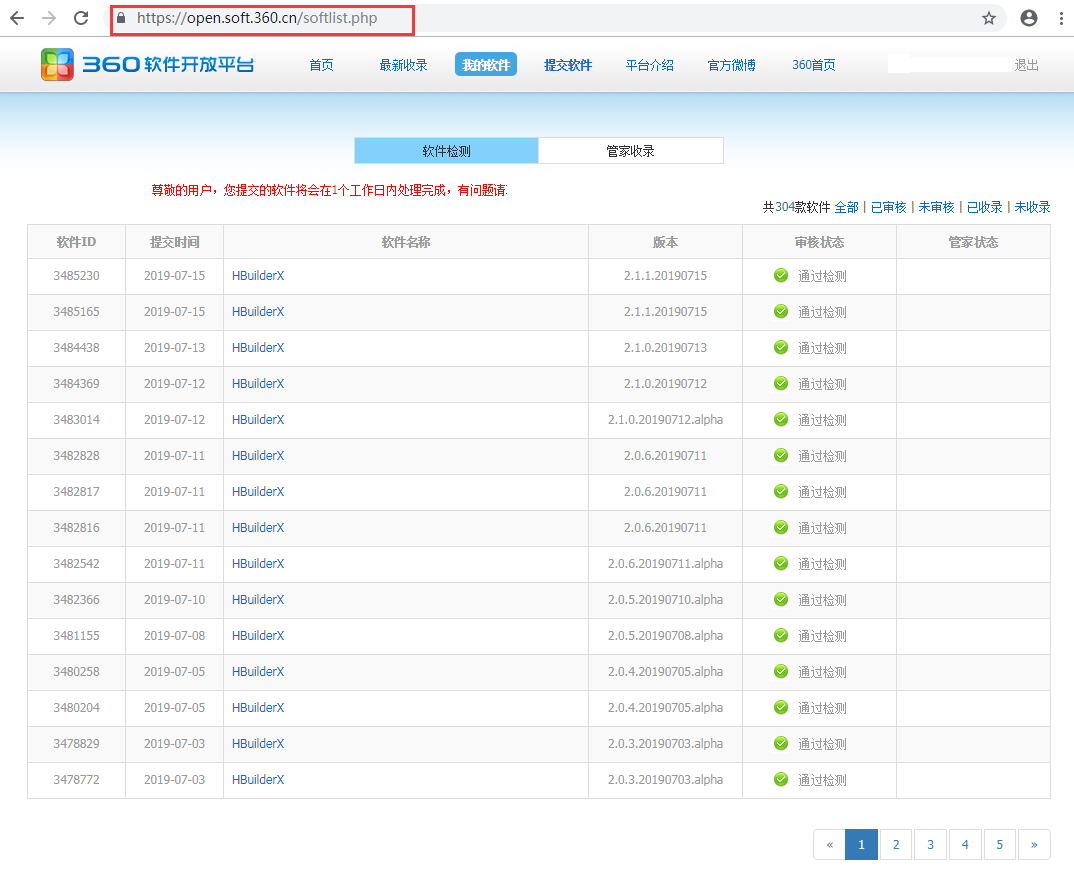 https://open.soft.360.cn/softlist.php
360软件开放平台 首页 最新收录 我的软件 提交软件 平台介绍 官方微博 360首页 退出
软件检测 管家收录
尊敬的用户，您提交的软件将会在1个工作日内处理完成，有问题请
共304款软件 全部 | 已审核 | 未审核 | 已收录 | 未收录
软件ID 提交时间 软件名称 版本 审核状态 管家状态
3485230 2019-07-15 HBuilderX 2.1.1.20190715 通过检测
3485165 2019-07-15 HBuilderX 2.1.1.20190715 通过检测
3484438 2019-07-13 HBuilderX 2.1.0.20190713 通过检测
3484369 2019-07-12 HBuilderX 2.1.0.20190712 通过检测
3483014 2019-07-12 HBuilderX 2.1.0.20190712.alpha 通过检测
3482828 2019-07-11 HBuilderX 2.0.6.20190711 通过检测
3482817 2019-07-11 HBuilderX 2.0.6.20190711 通过检测
3482816 2019-07-11 HBuilderX 2.0.6.20190711 通过检测
3482542 2019-07-11 HBuilderX 2.0.6.20190711.alpha 通过检测
3482366 2019-07-10 HBuilderX 2.0.5.20190710.alpha 通过检测
3481155 2019-07-08 HBuilderX 2.0.5.20190708.alpha 通过检测
3480258 2019-07-05 HBuilderX 2.0.4.20190705.alpha 通过检测
3480204 2019-07-05 HBuilderX 2.0.4.20190705.alpha 通过检测
3478829 2019-07-03 HBuilderX 2.0.3.20190703.alpha 通过检测
3478772 2019-07-03 HBuilderX 2.0.3.20190703.alpha 通过检测
« 1 2 3 4 5 »